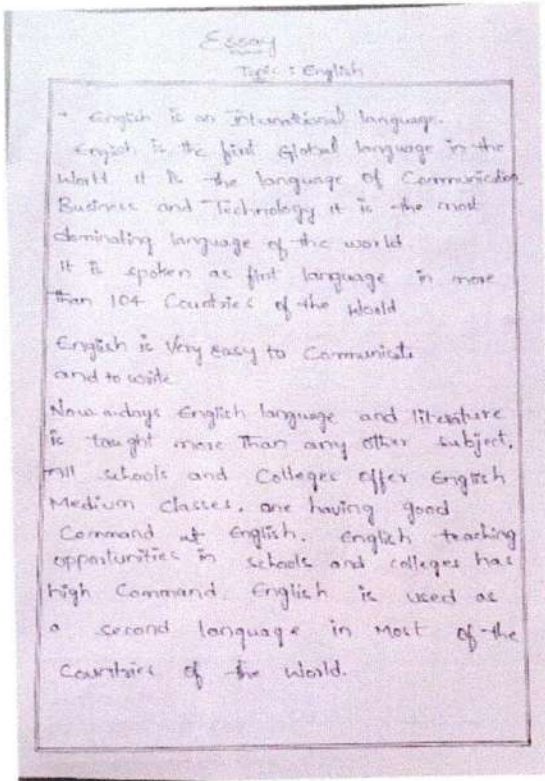 Essay
Topic : English
English is an International language.
English is the first Global language in the
World. It is the language of Communication
Business and Technology it is the most
dominating language of the world
It is spoken as first language in more
than 104 Countries of the World
English is Very easy to Communicate
and to write
Now a days English language and literature
is taught more Than any other subject.
All schools and Colleges offer English
Medium Classes. one having good
Command at English. English teaching
opportunities in schools and colleges has
high Command. English is used as
a second language in Most of the
Countries of the World.